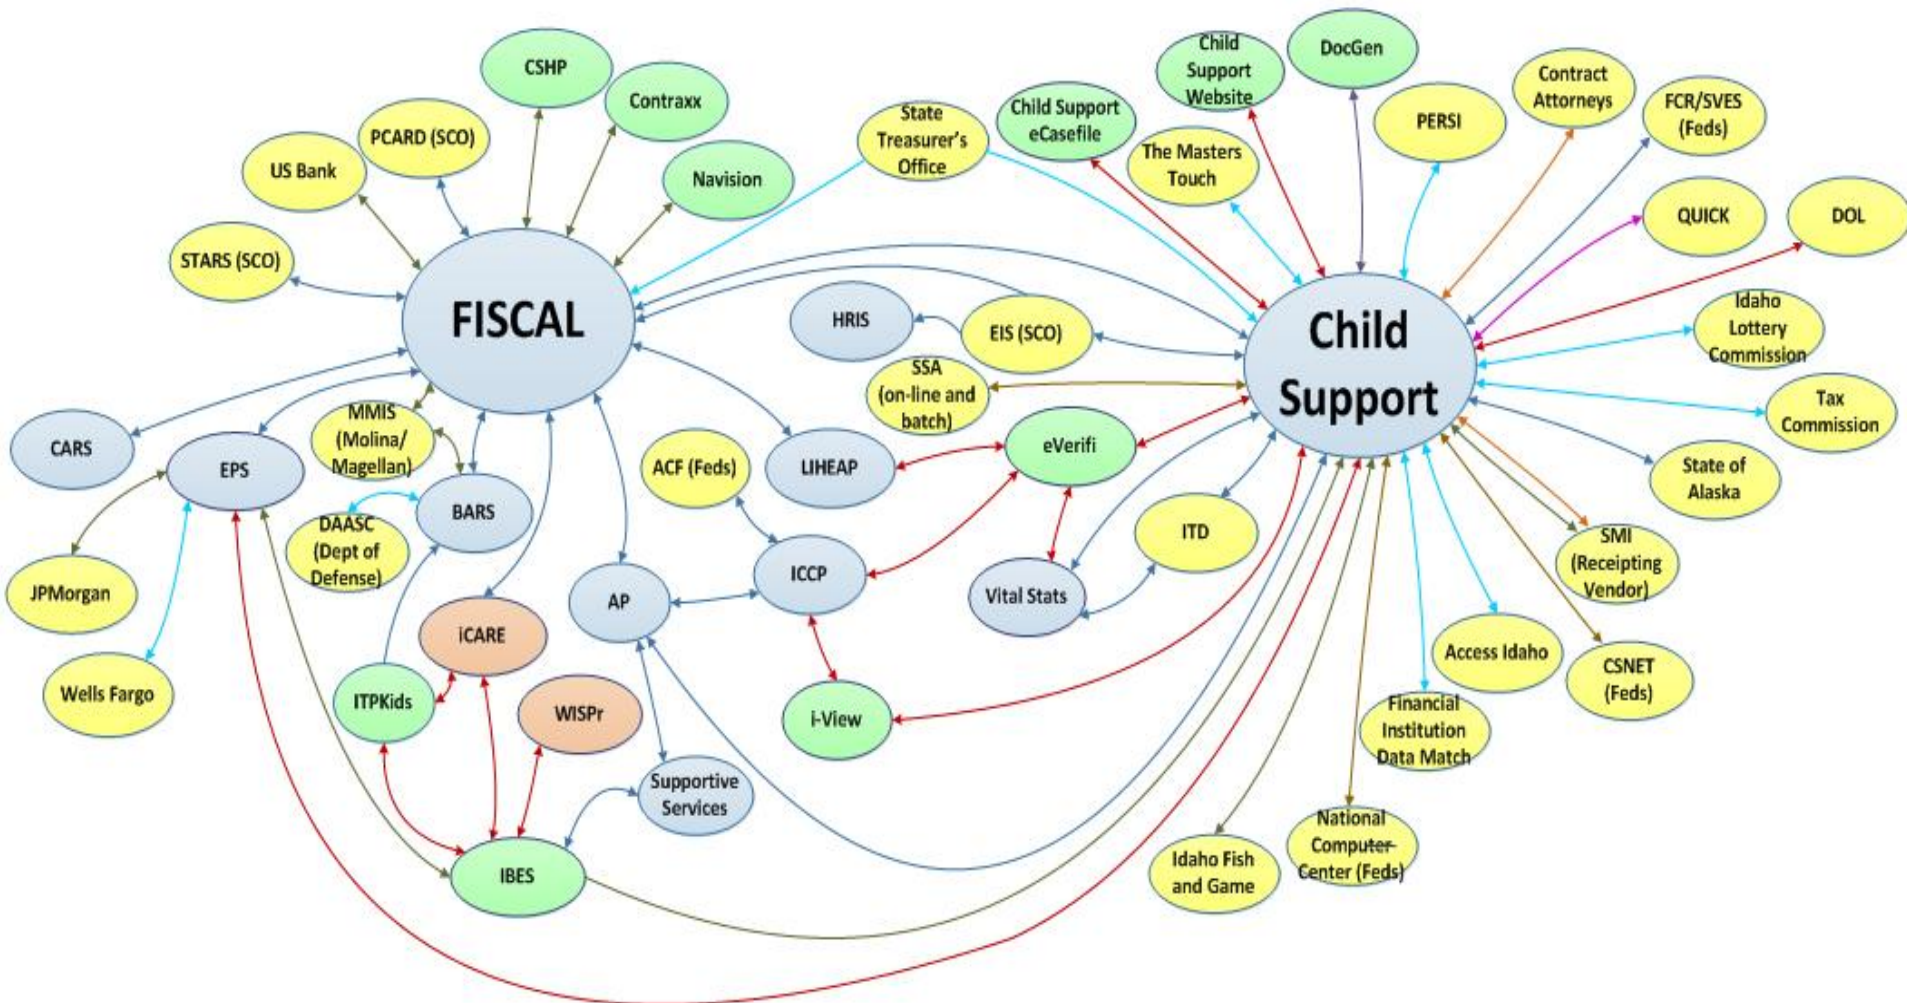 CSHP
Contraxx
PCARD (SCO)
US Bank
Navision
STARS (SCO)
State
Treasurer's
Office
Child Support
eCasefile
Child
Support
Website
DocGen
The Masters
Touch
PERSI
Contract
Attorneys
FCR/SVES
(Feds)
QUICK
DOL
FISCAL
HRIS
EIS (SCO)
SSA
(on-line and
batch)
Child
Support
Idaho
Lottery
Commission
Tax
Commission
State of
Alaska
CARS
EPS
MMIS
(Molina/
Magellan)
BARS
DAASC
(Dept of
Defense)
ACF (Feds)
LIHEAP
eVerifi
ITD
ICCP
Vital Stats
AP
JPMorgan
Wells Fargo
iCARE
ITPKids
WISPr
i-View
Supportive
Services
IBES
SMI
(Receipting
Vendor)
Access Idaho
CSNET
(Feds)
Financial
Institution
Data Match
National
Computer
Center (Feds)
Idaho Fish
and Game